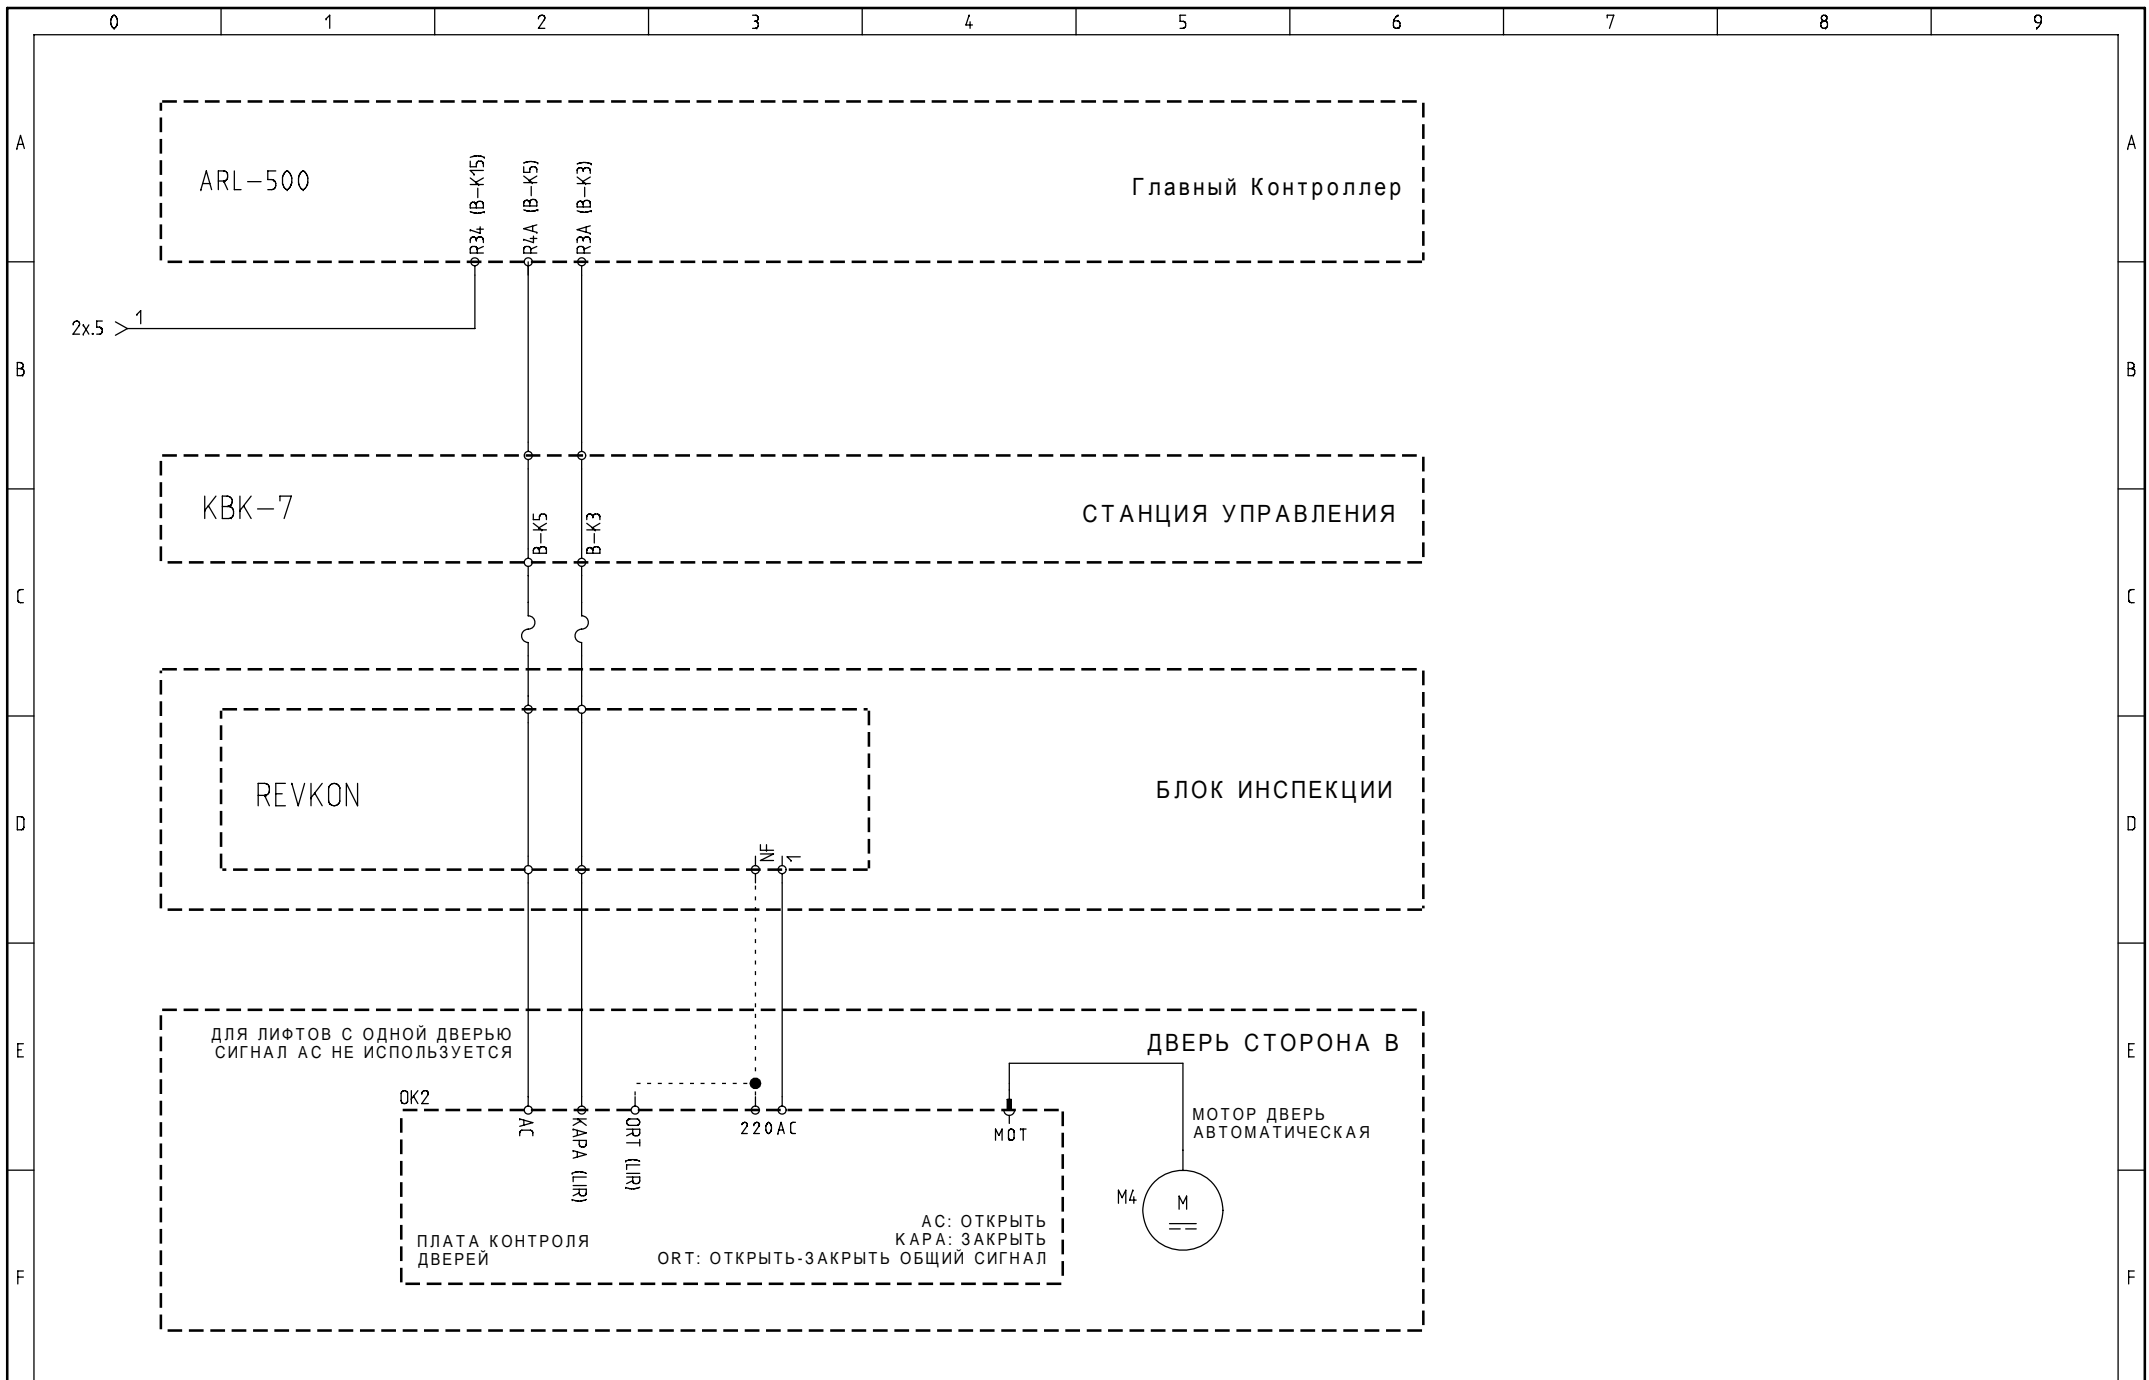 0 1 2 3 4 5 6 7 8 9
A
A
ARL-500
R34 (B-K15)
R4A (B-K5)
R3A (B-K3)
Главный Контроллер
2x.5
1
B
B
KBK-7
B-K5
B-K3
СТАНЦИЯ УПРАВЛЕНИЯ
C
C
REVKON
БЛОК ИНСПЕКЦИИ
D
D
NF
1
ДЛЯ ЛИФТОВ С ОДНОЙ ДВЕРЬЮ
СИГНАЛ АС НЕ ИСПОЛЬЗУЕТСЯ
ДВЕРЬ СТОРОНА В
E
E
OK2
AC
KAPA (LIR)
ORT (LIR)
220AC
MOT
МОТОР ДВЕРЬ
АВТОМАТИЧЕСКАЯ
M4
M
АС: ОТКРЫТЬ
КАРА: ЗАКРЫТЬ
ORT: ОТКРЫТЬ-ЗАКРЫТЬ ОБЩИЙ СИГНАЛ
ПЛАТА КОНТРОЛЯ
ДВЕРЕЙ
F
F